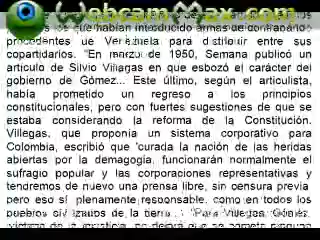 Webcam
de que habían introducido armas de contrabando
procedentes de Venezuela para distribuir entre sus
copartidarios. "En marzo de 1950, Semana publicó un
artículo de Silvio Villegas en que esbozó el carácter del
gobierno de Gómez... Este último, según el articulista,
había prometido un regreso a los principios
constitucionales, pero con fuertes sugestiones de que se
estaba considerando la reforma de la Constitución.
Villegas, que proponía un sistema corporativo para
Colombia, escribió que 'curada la nación de las heridas
abiertas por la demagogia, funcionarán normalmente el
sufragio popular y las corporaciones representativas y
tendremos de nuevo una prensa libre, sin censura previa
pero eso sí plenamente responsable, como en todos los
pueblos civilizados de la tierra'. "Para Villegas, Gómez,